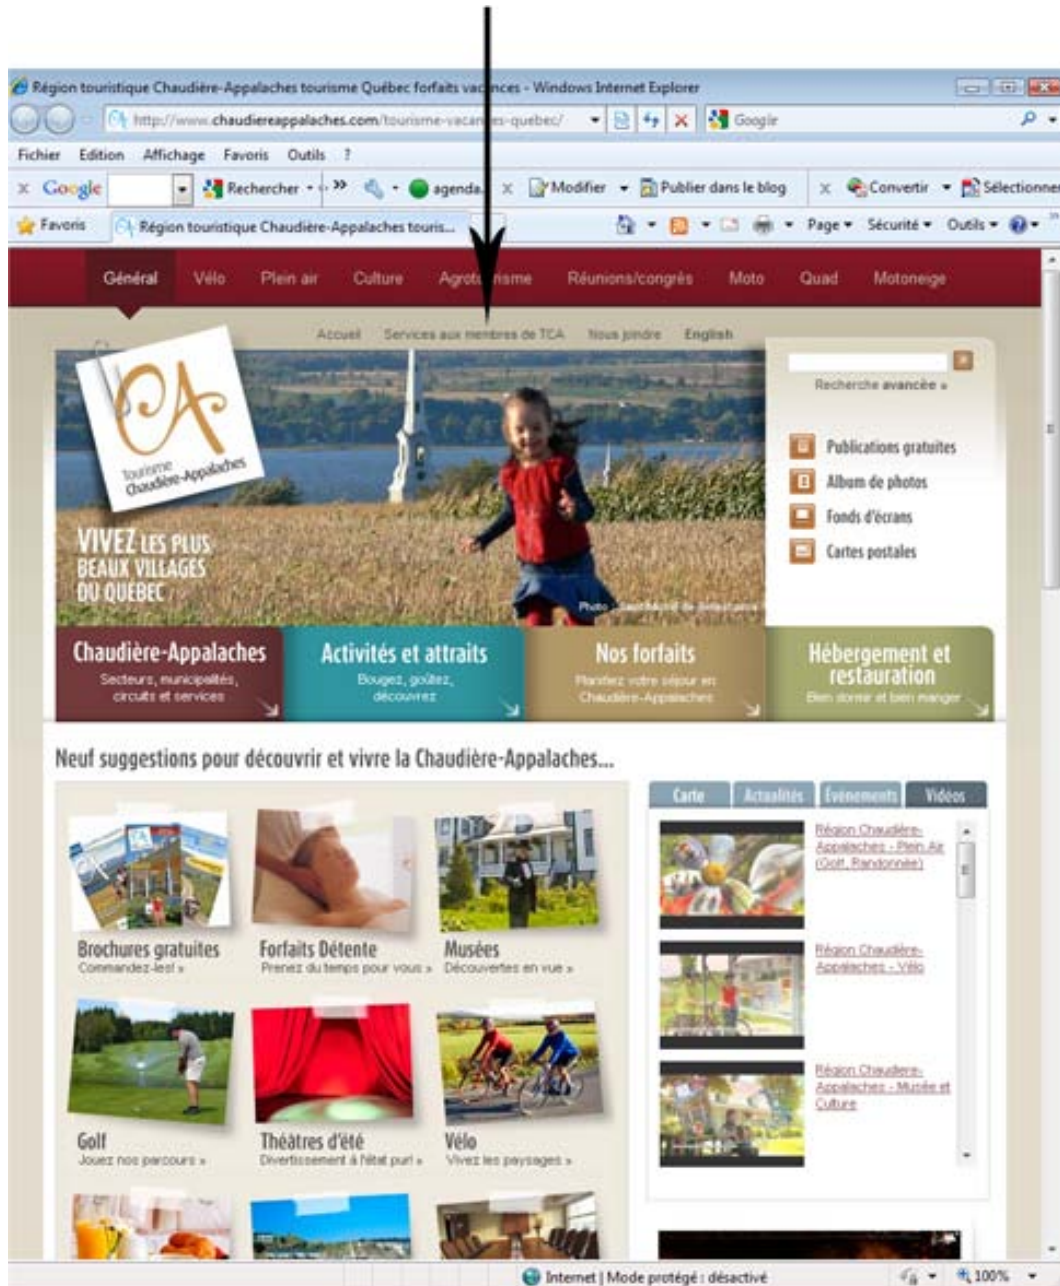 Région touristique Chaudière-Appalaches tourisme Québec forfaits vacances - Windows Internet Explorer
http://www.chaudiereappalaches.com/tourisme-vacances-quebec/
Google
Fichier Edition Affichage Favoris Outils ?
x Google Rechercher » agenda. x Modifier Publier dans le blog x Convertir Sélectionner
Favoris Région touristique Chaudière-Appalaches touris... Page Sécurité Outils
Général Vélo Plein air Culture Agrotourisme Réunions/congrès Moto Quad Motoneige
Accueil Services aux membres de TCA Nous joindre English
Recherche avancée »
CA
Tourisme
Chaudière-Appalaches
Publications gratuites
Album de photos
Fonds d'écrans
Cartes postales
VIVEZ LES PLUS
BEAUX VILLAGES
DU QUÉBEC
Photo : Saint-Michel de Bellechasse
Chaudière-Appalaches
Secteurs, municipalités,
circuits et services
Activités et attraits
Bougez, goûtez,
découvrez
Nos forfaits
Planifiez votre séjour en
Chaudière-Appalaches
Hébergement et
restauration
Bien dormir et bien manger
Neuf suggestions pour découvrir et vivre la Chaudière-Appalaches...
Brochures gratuites
Commandez-les! »
Forfaits Détente
Prenez du temps pour vous »
Musées
Découvertes en vue »
Golf
Jouez nos parcours »
Théâtres d'été
Divertissement à l'état pur! »
Vélo
Vivez les paysages »
Carte Actualités Événements Vidéos
Région Chaudière-
Appalaches - Plein Air
(Golf, Randonnée)
Région Chaudière-
Appalaches - Vélo
Région Chaudière-
Appalaches - Musée et
Culture
Internet | Mode protégé : désactivé
100%